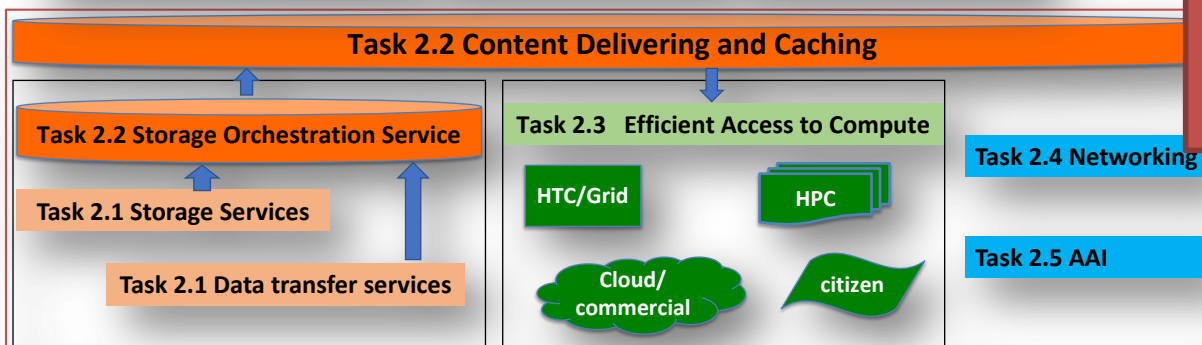 Task 2.2 Content Delivering and Caching
Task 2.2 Storage Orchestration Service
Task 2.1 Storage Services
Task 2.1 Data transfer services
Task 2.3 Efficient Access to Compute
HTC/Grid
HPC
Cloud/
commercial
citizen
Task 2.4 Networking
Task 2.5 AAI